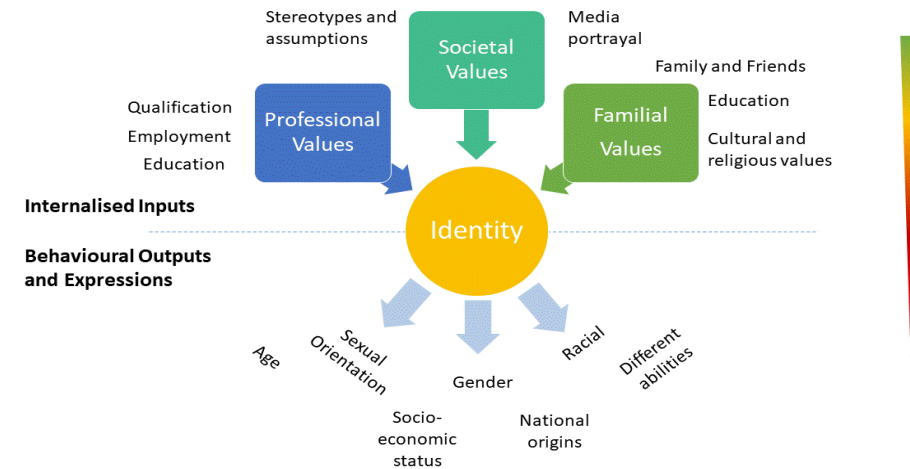 Stereotypes and
assumptions
Societal
Values
Media
portrayal
Family and Friends
Qualification
Employment
Education
Professional
Values
Familial
Values
Education
Cultural and
religious values
Internalised Inputs
Identity
Behavioural Outputs
and Expressions
Age
Sexual
Orientation
Gender
Racial
Different
abilities
Socio-
economic
status
National
origins